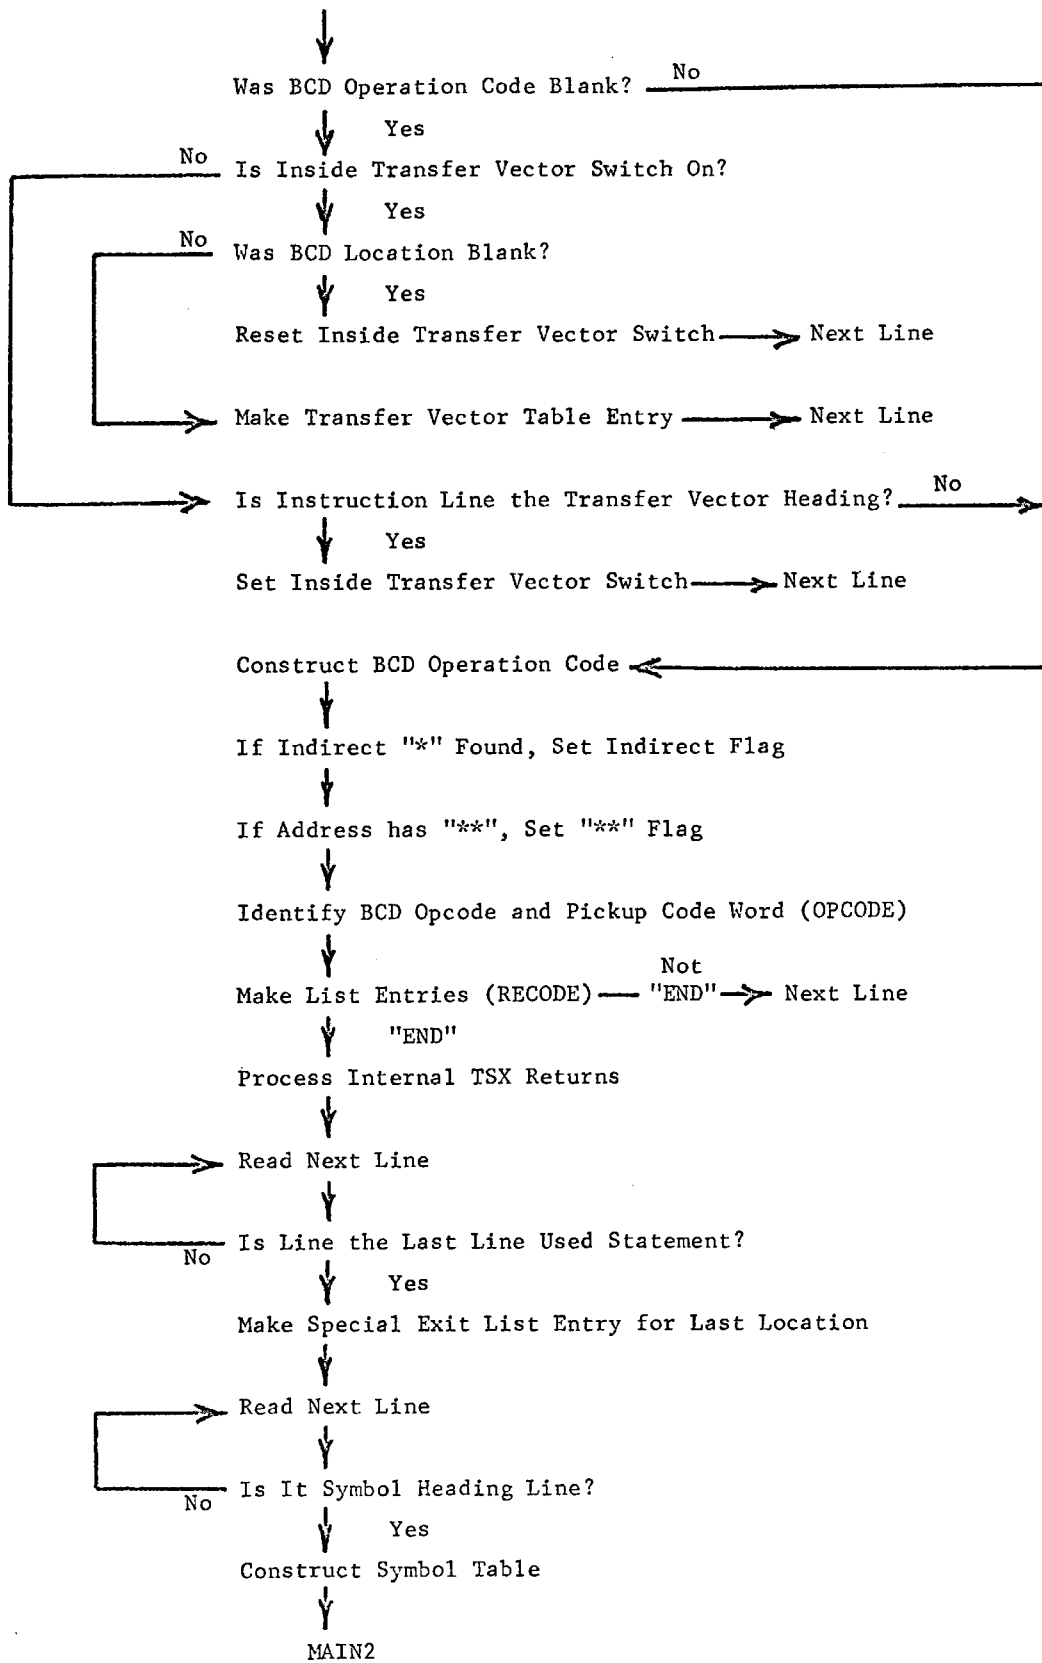 Was BCD Operation Code Blank? No
Yes
No Is Inside Transfer Vector Switch On?
Yes
No Was BCD Location Blank?
Yes
Reset Inside Transfer Vector Switch Next Line
Make Transfer Vector Table Entry Next Line
Is Instruction Line the Transfer Vector Heading? No
Yes
Set Inside Transfer Vector Switch Next Line
Construct BCD Operation Code
If Indirect "*" Found, Set Indirect Flag
If Address has "**", Set "**" Flag
Identify BCD Opcode and Pickup Code Word (OPCODE)
Not
Make List Entries (RECODE) "END" Next Line
"END"
Process Internal TSX Returns
Read Next Line
No Is Line the Last Line Used Statement?
Yes
Make Special Exit List Entry for Last Location
Read Next Line
No Is It Symbol Heading Line?
Yes
Construct Symbol Table
MAIN2